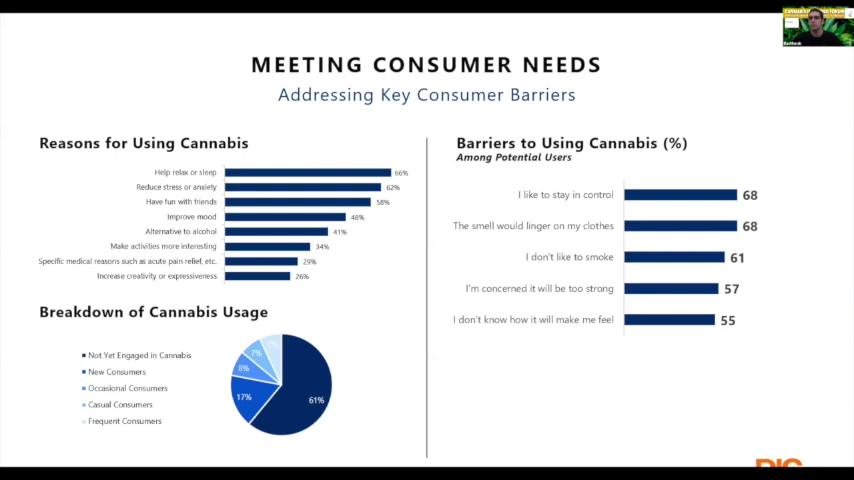 MEETING CONSUMER NEEDS
Addressing Key Consumer Barriers
Reasons for Using Cannabis
Help relax or sleep 66%
Reduce stress or anxiety 62%
Have fun with friends 58%
Improve mood 48%
Alternative to alcohol 41%
Make activities more interesting 34%
Specific medical reasons such as acute pain relief, etc. 29%
Increase creativity or expressiveness 26%
Breakdown of Cannabis Usage
Not Yet Engaged in Cannabis
New Consumers
Occasional Consumers
Casual Consumers
Frequent Consumers
7%
7%
8%
17%
61%
Barriers to Using Cannabis (%)
Among Potential Users
I like to stay in control 68
The smell would linger on my clothes 68
I don't like to smoke 61
I'm concerned it will be too strong 57
I don't know how it will make me feel 55